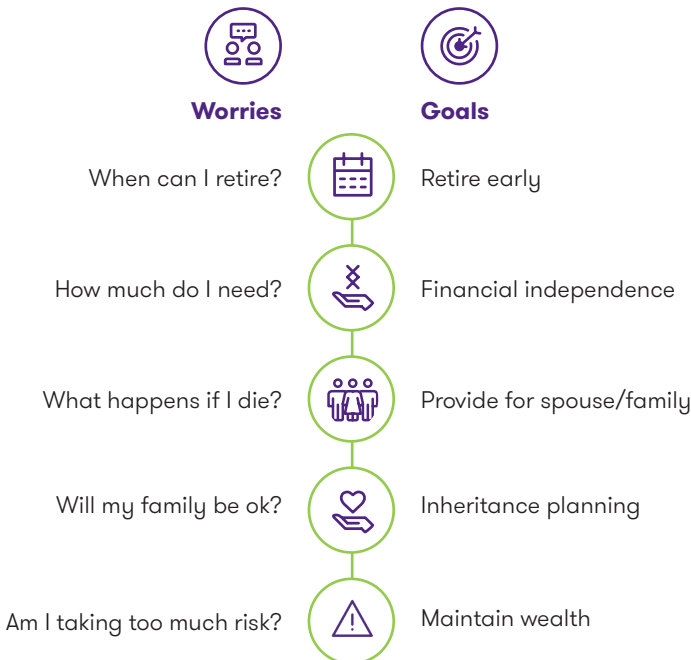 Worries
Goals
When can I retire?
Retire early
How much do I need?
Financial independence
What happens if I die?
Provide for spouse/family
Will my family be ok?
Inheritance planning
Am I taking too much risk?
Maintain wealth